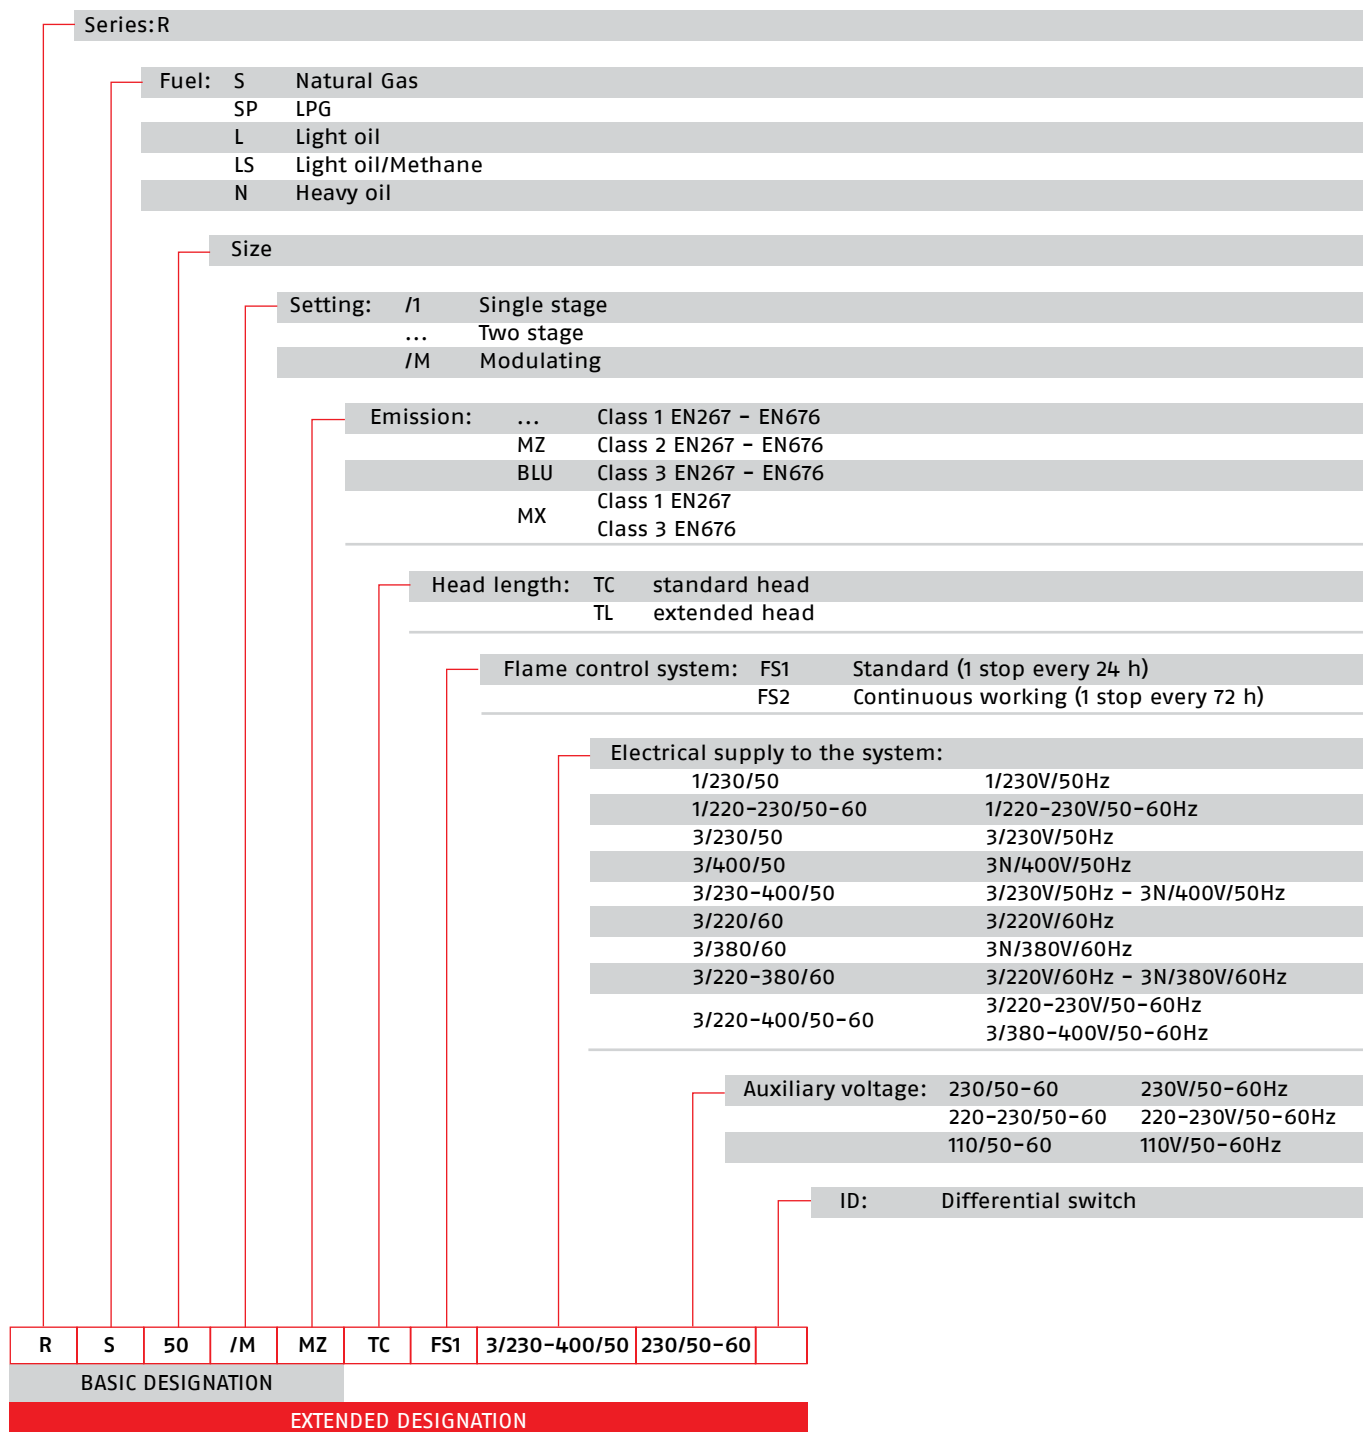 Series: R
Fuel: S Natural Gas
SP LPG
L Light oil
LS Light oil/Methane
N Heavy oil
Size
Setting: /1 Single stage
... Two stage
/M Modulating
Emission: ... Class 1 EN267 - EN676
MZ Class 2 EN267 - EN676
BLU Class 3 EN267 - EN676
MX Class 1 EN267
Class 3 EN676
Head length: TC standard head
TL extended head
Flame control system: FS1 Standard (1 stop every 24 h)
FS2 Continuous working (1 stop every 72 h)
Electrical supply to the system:
1/230/50 1/230V/50Hz
1/220-230/50-60 1/220-230V/50-60Hz
3/230/50 3/230V/50Hz
3/400/50 3N/400V/50Hz
3/230-400/50 3/230V/50Hz - 3N/400V/50Hz
3/220/60 3/220V/60Hz
3/380/60 3N/380V/60Hz
3/220-380/60 3/220V/60Hz - 3N/380V/60Hz
3/220-400/50-60 3/220-230V/50-60Hz
3/380-400V/50-60Hz
Auxiliary voltage: 230/50-60 230V/50-60Hz
220-230/50-60 220-230V/50-60Hz
110/50-60 110V/50-60Hz
ID: Differential switch
R S 50 /M MZ TC FS1 3/230-400/50 230/50-60
BASIC DESIGNATION
EXTENDED DESIGNATION